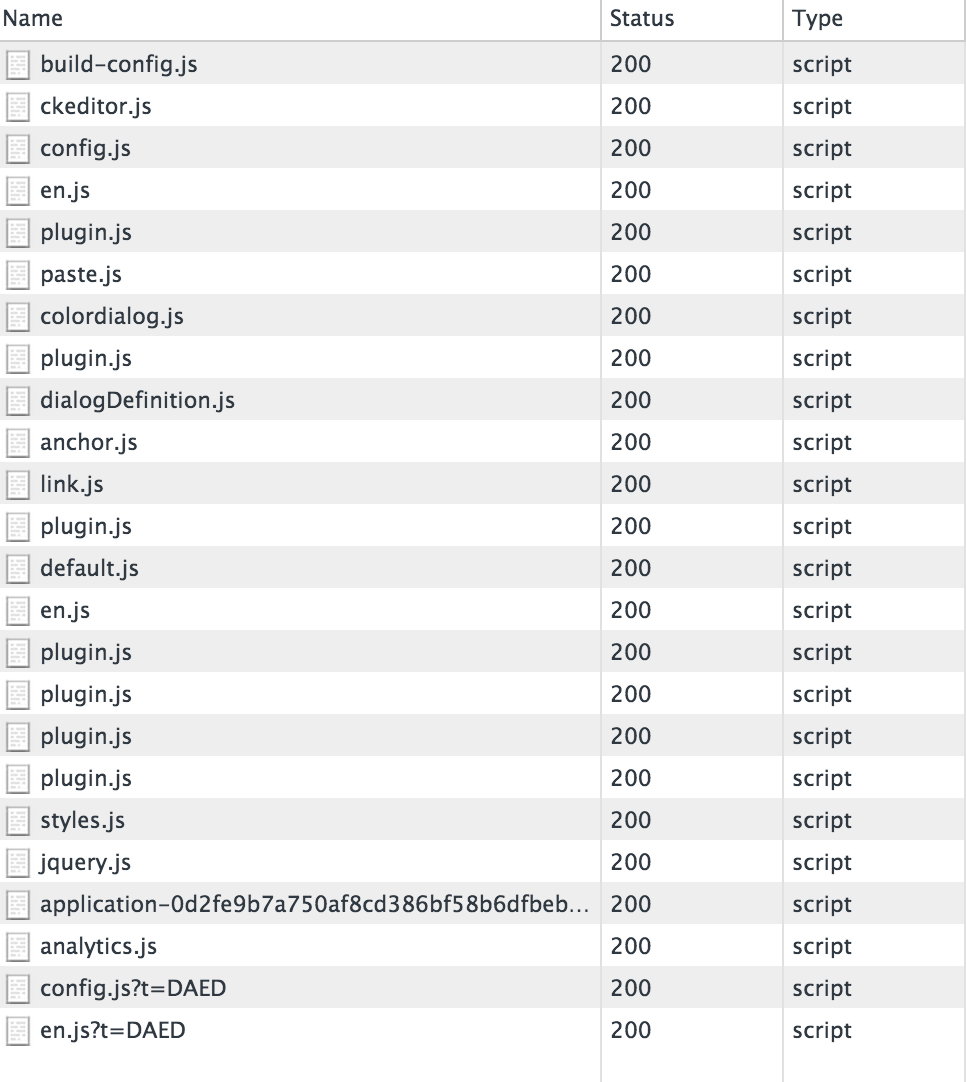 Name Status Type
build-config.js 200 script
ckeditor.js 200 script
config.js 200 script
en.js 200 script
plugin.js 200 script
paste.js 200 script
colordialog.js 200 script
plugin.js 200 script
dialogDefinition.js 200 script
anchor.js 200 script
link.js 200 script
plugin.js 200 script
default.js 200 script
en.js 200 script
plugin.js 200 script
plugin.js 200 script
plugin.js 200 script
plugin.js 200 script
styles.js 200 script
jquery.js 200 script
application-0d2fe9b7a750af8cd386bf58b6dfbeb... 200 script
analytics.js 200 script
config.js?t=DAED 200 script
en.js?t=DAED 200 script